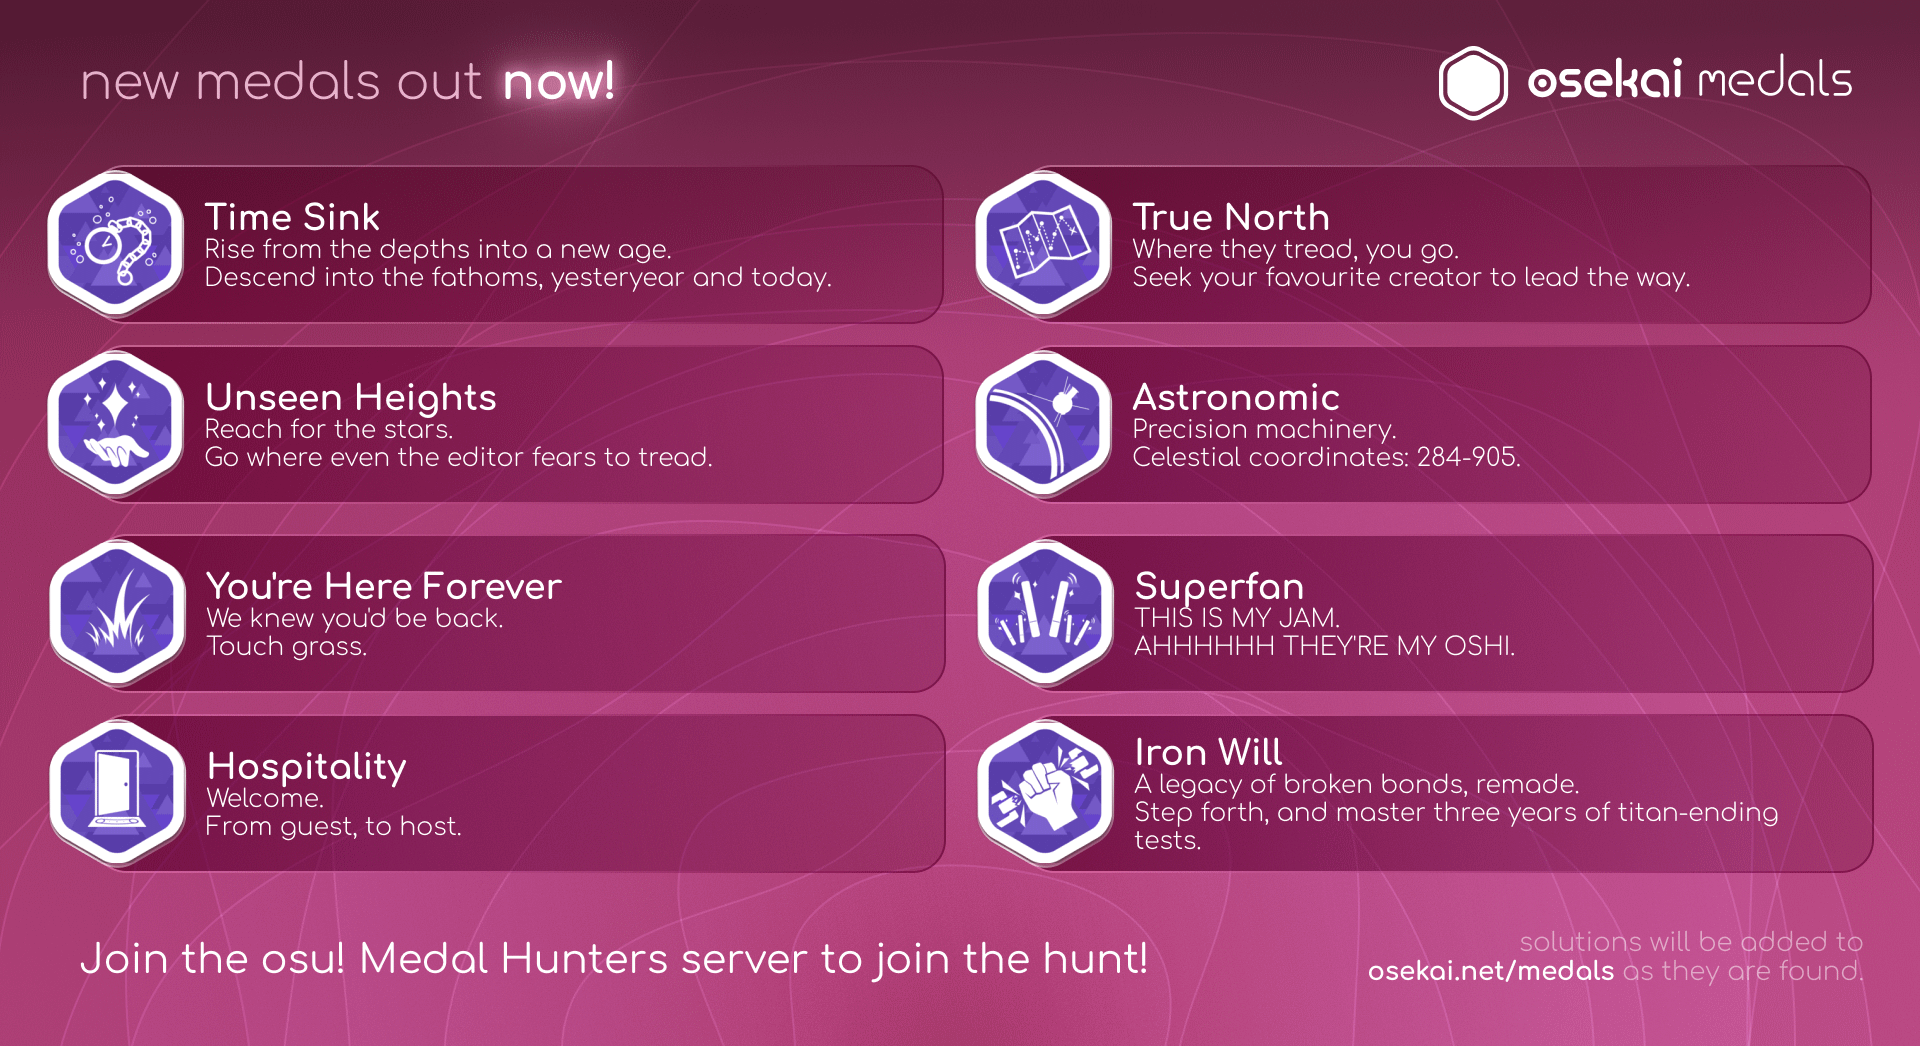 new medals out now!
osekai medals
Time Sink
Rise from the depths into a new age.
Descend into the fathoms, yesteryear and today.
True North
Where they tread, you go.
Seek your favourite creator to lead the way.
Unseen Heights
Reach for the stars.
Go where even the editor fears to tread.
Astronomic
Precision machinery.
Celestial coordinates: 284-905.
You're Here Forever
We knew you'd be back.
Touch grass.
Superfan
THIS IS MY JAM.
AHHHHHH THEY'RE MY OSHI.
Hospitality
Welcome.
From guest, to host.
Iron Will
A legacy of broken bonds, remade.
Step forth, and master three years of titan-ending
tests.
Join the osu! Medal Hunters server to join the hunt!
solutions will be added to
osekai.net/medals as they are found.